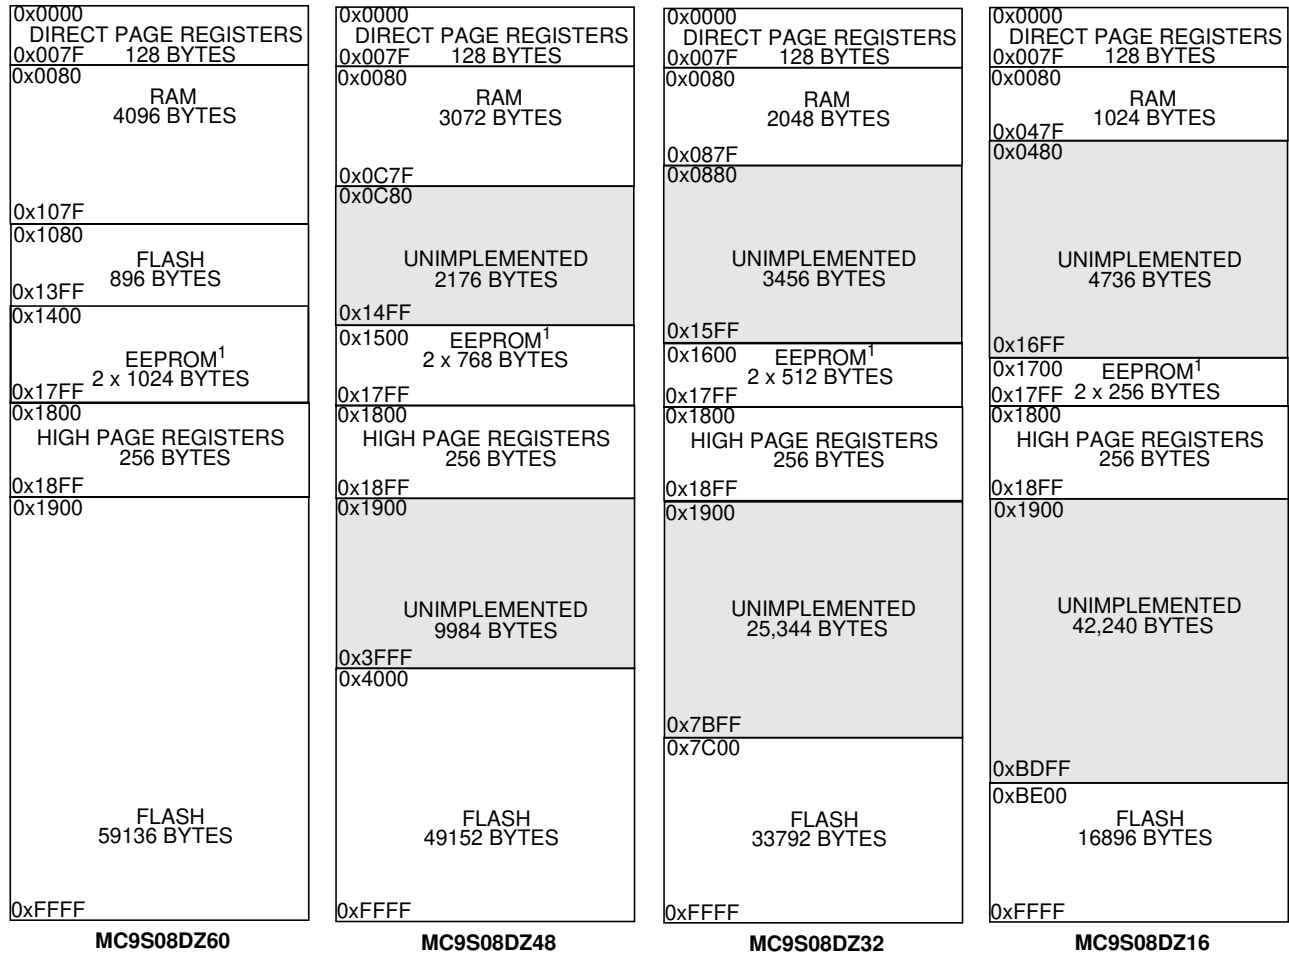 0x0000
DIRECT PAGE REGISTERS
0x007F 128 BYTES
0x0080
RAM
4096 BYTES
0x107F
0x1080
FLASH
896 BYTES
0x13FF
0x1400
EEPROM1
2 x 1024 BYTES
0x17FF
0x1800
HIGH PAGE REGISTERS
256 BYTES
0x18FF
0x1900
FLASH
59136 BYTES
0xFFFF
MC9S08DZ60
0x0000
DIRECT PAGE REGISTERS
0x007F 128 BYTES
0x0080
RAM
3072 BYTES
0x0C7F
0x0C80
UNIMPLEMENTED
2176 BYTES
0x14FF
0x1500 EEPROM1
2 x 768 BYTES
0x17FF
0x1800
HIGH PAGE REGISTERS
256 BYTES
0x18FF
0x1900
UNIMPLEMENTED
9984 BYTES
0x3FFF
0x4000
FLASH
49152 BYTES
0xFFFF
MC9S08DZ48
0x0000
DIRECT PAGE REGISTERS
0x007F 128 BYTES
0x0080
RAM
2048 BYTES
0x087F
0x0880
UNIMPLEMENTED
3456 BYTES
0x15FF
0x1600 EEPROM1
2 x 512 BYTES
0x17FF
0x1800
HIGH PAGE REGISTERS
256 BYTES
0x18FF
0x1900
UNIMPLEMENTED
25,344 BYTES
0x7BFF
0x7C00
FLASH
33792 BYTES
0xFFFF
MC9S08DZ32
0x0000
DIRECT PAGE REGISTERS
0x007F 128 BYTES
0x0080
RAM
1024 BYTES
0x047F
0x0480
UNIMPLEMENTED
4736 BYTES
0x16FF
0x1700 EEPROM1
0x17FF 2 x 256 BYTES
0x1800
HIGH PAGE REGISTERS
256 BYTES
0x18FF
0x1900
UNIMPLEMENTED
42,240 BYTES
0xBDFF
0xBE00
FLASH
16896 BYTES
0xFFFF
MC9S08DZ16